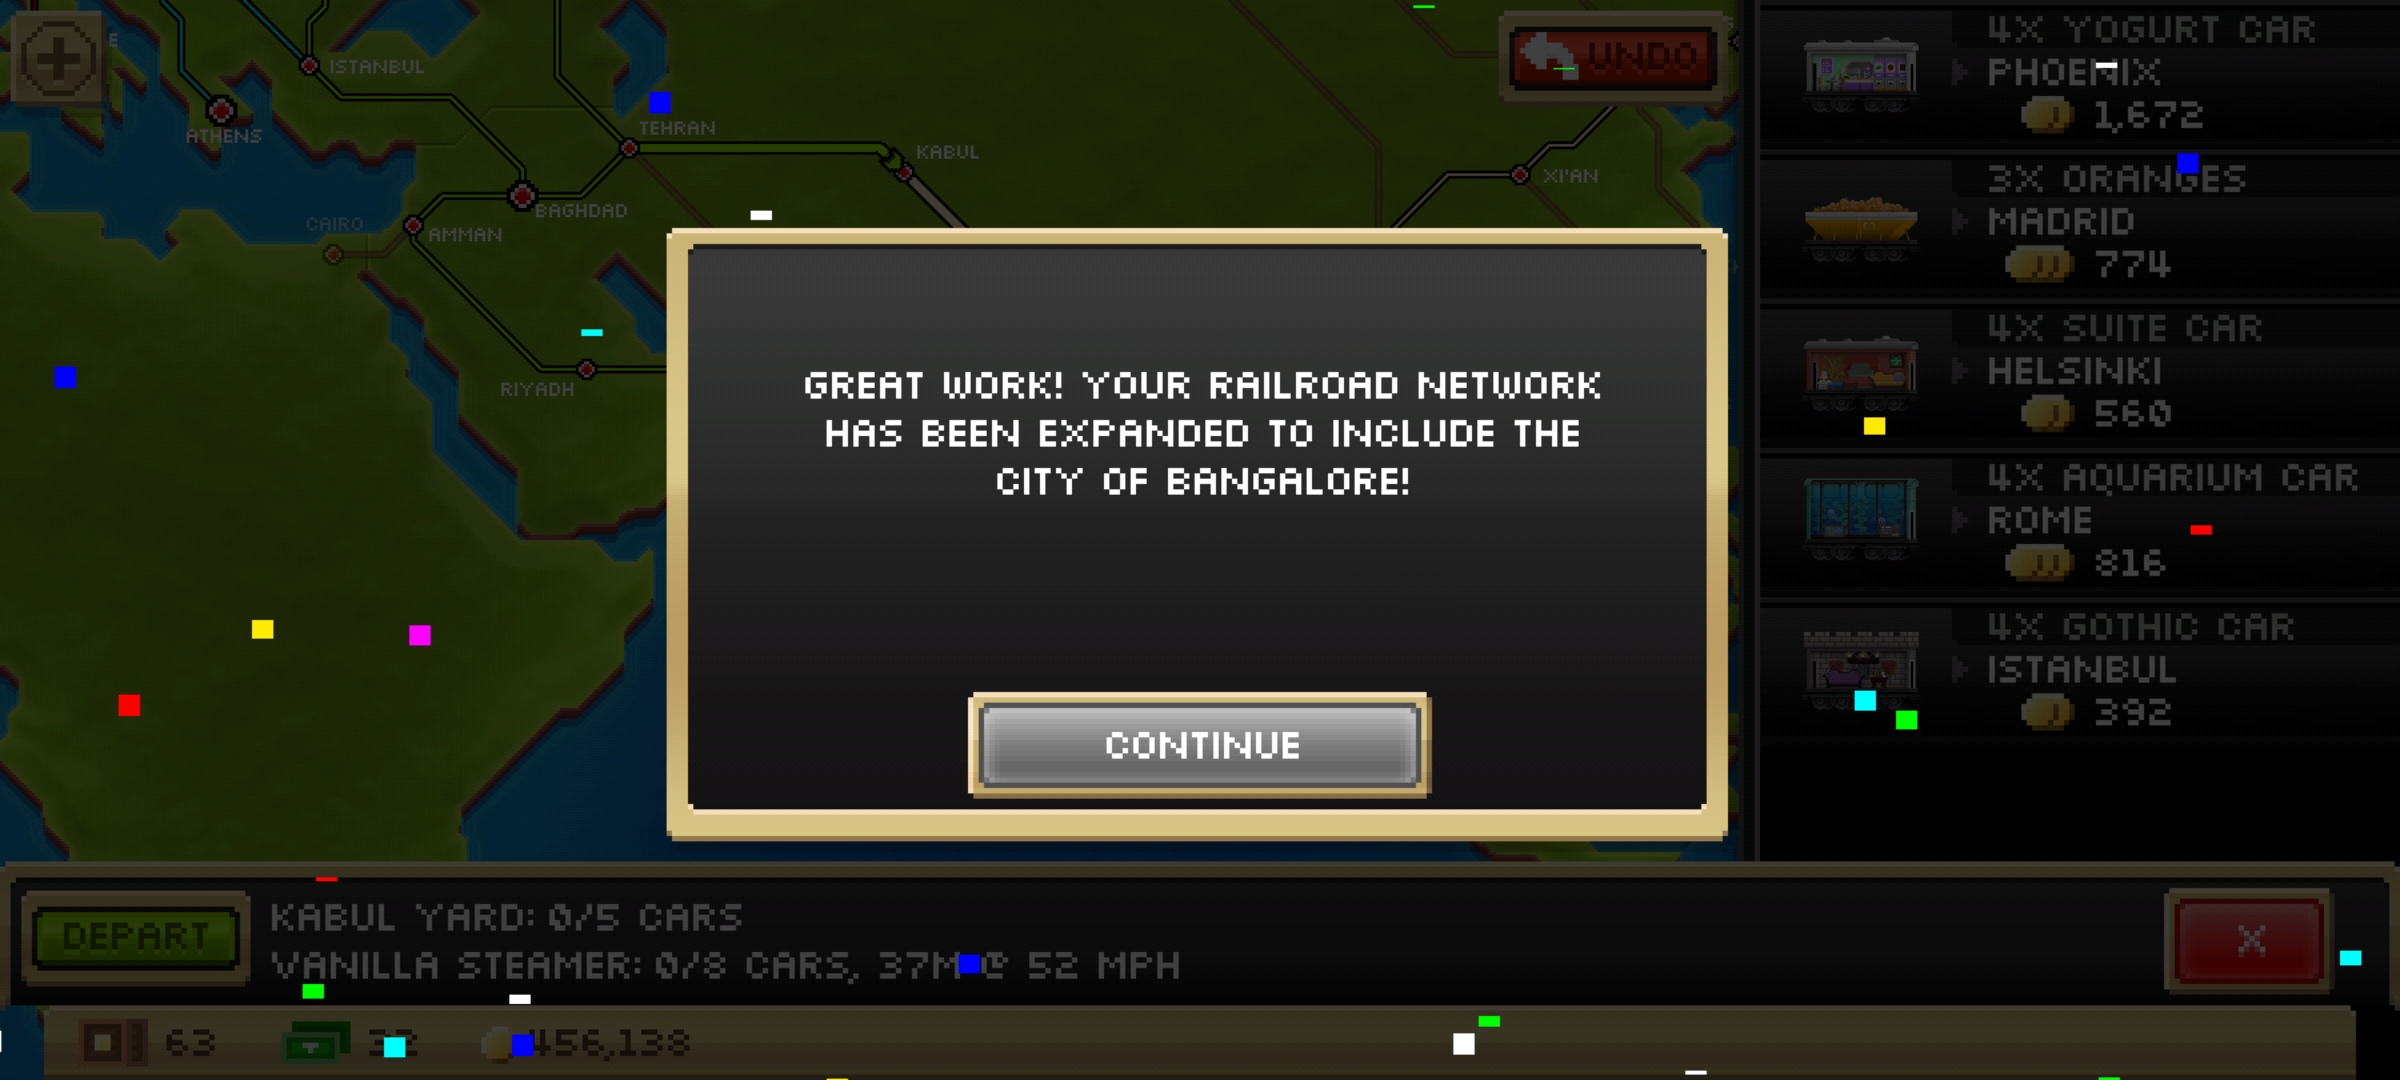 ISTANBUL
UNDO
ATHENS
TEHRAN
KABUL
XI'AN
BAGHDAD
CAIRO
AMMAN
RIYADH
GREAT WORK! YOUR RAILROAD NETWORK
HAS BEEN EXPANDED TO INCLUDE THE
CITY OF BANGALORE!
CONTINUE
4X YOGURT CAR
PHOENIX
1,672
3X ORANGES
MADRID
774
4X SUITE CAR
HELSINKI
560
4X AQUARIUM CAR
ROME
816
4X GOTHIC CAR
ISTANBUL
392
DEPART
KABUL YARD: 0/5 CARS
VANILLA STEAMER: 0/8 CARS, 37M @ 52 MPH
X
63
456,138